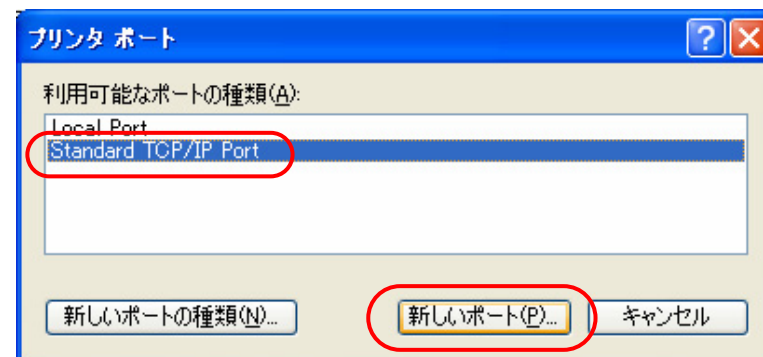 プリンタ ポート
利用可能なポートの種類(A):
Local Port
Standard TCP/IP Port
新しいポートの種類(N)... 新しいポート(P)... キャンセル